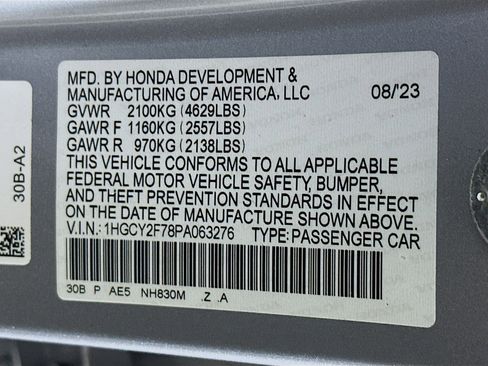 MFD. BY HONDA DEVELOPMENT &
MANUFACTURING OF AMERICA, LLC 08/23
GVWR 2100KG (4629LBS)
GAWR F 1160KG (2557LBS)
GAWR R 970KG (2138LBS)
THIS VEHICLE CONFORMS TO ALL APPLICABLE
FEDERAL MOTOR VEHICLE SAFETY, BUMPER,
AND THEFT PREVENTION STANDARDS IN EFFECT
ON DATE OF MANUFACTURE SHOWN ABOVE.
V.I.N.: 1HGCY2F78PA063276 TYPE: PASSENGER CAR
30B P AE5 NH830M .Z .A
30B-A2